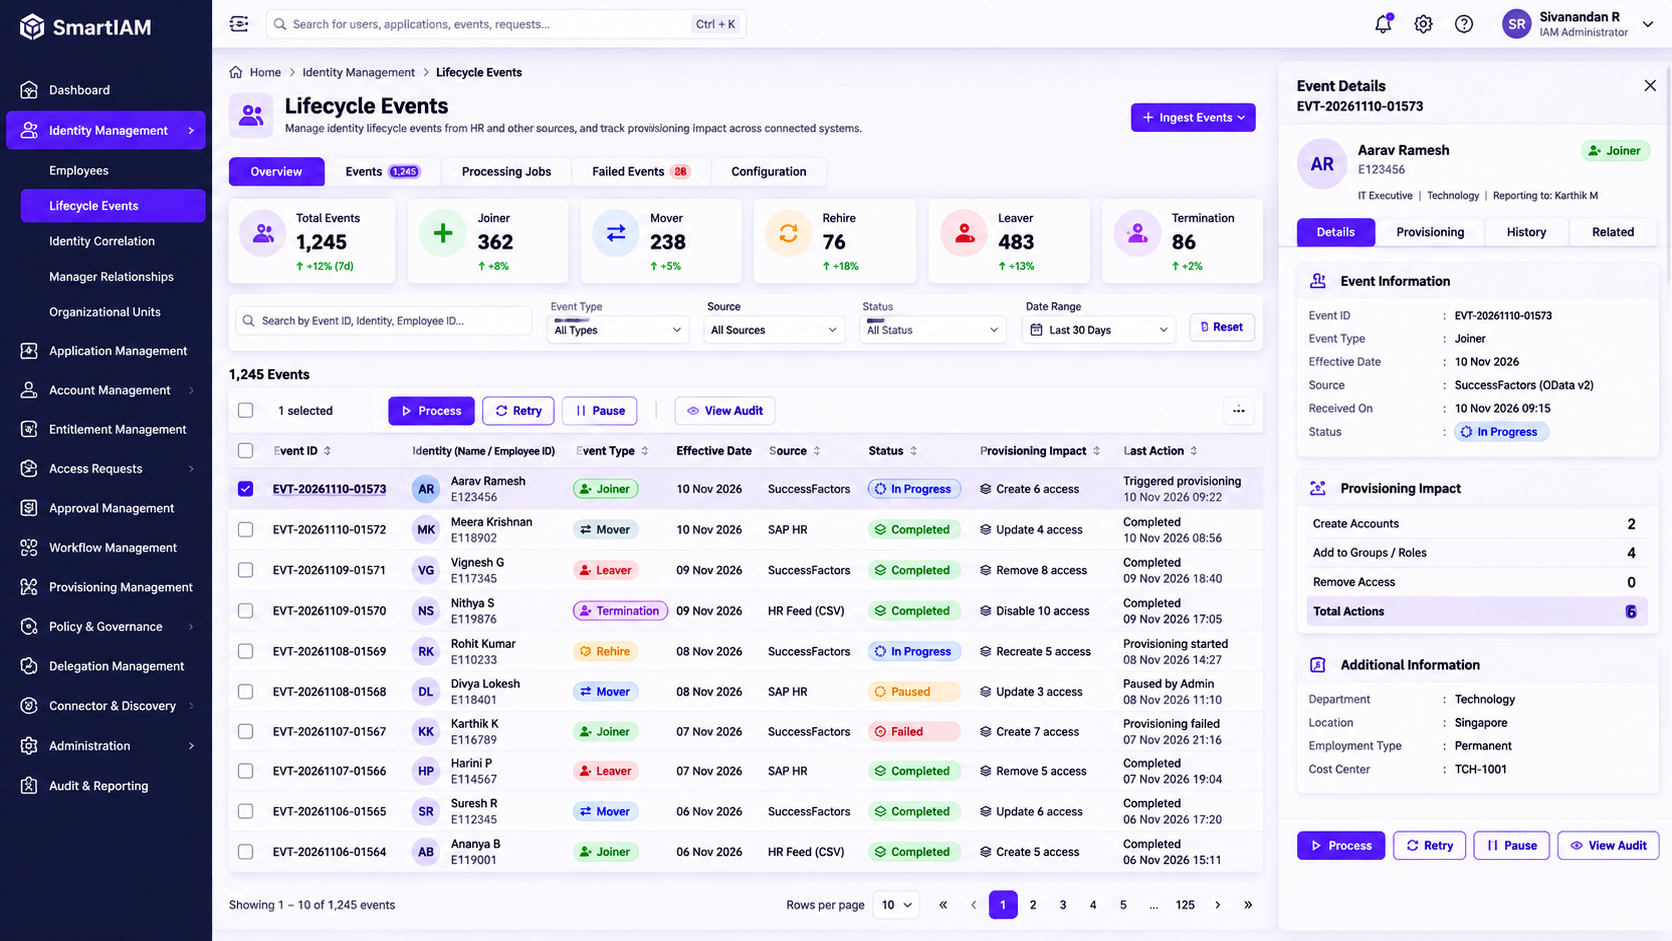 SmartIAM
Search for users, applications, events, requests...
Ctrl + K
SR
Sivanandan R
IAM Administrator
Dashboard
Identity Management
Employees
Lifecycle Events
Identity Correlation
Manager Relationships
Organizational Units
Application Management
Account Management
Entitlement Management
Access Requests
Approval Management
Workflow Management
Provisioning Management
Policy & Governance
Delegation Management
Connector & Discovery
Administration
Audit & Reporting
Home > Identity Management > Lifecycle Events
Lifecycle Events
Manage identity lifecycle events from HR and other sources, and track provisioning impact across connected systems.
+ Ingest Events
Overview
Events 1,245
Processing Jobs
Failed Events 28
Configuration
Total Events
1,245
↑ +12% (7d)
Joiner
362
↑ +8%
Mover
238
↑ +5%
Rehire
76
↑ +18%
Leaver
483
↑ +13%
Termination
86
↑ +2%
Search by Event ID, Identity, Employee ID...
Event Type
All Types
Source
All Sources
Status
All Status
Date Range
Last 30 Days
Reset
1,245 Events
1 selected
Process
Retry
Pause
View Audit
Event ID Identity (Name / Employee ID) Event Type Effective Date Source Status Provisioning Impact Last Action
EVT-20261110-01573 AR Aarav Ramesh Joiner 10 Nov 2026 SuccessFactors In Progress Create 6 access Triggered provisioning
E123456 10 Nov 2026 09:22
EVT-20261110-01572 MK Meera Krishnan Mover 10 Nov 2026 SAP HR Completed Update 4 access Completed
E118902 10 Nov 2026 08:56
EVT-20261109-01571 VG Vignesh G Leaver 09 Nov 2026 SuccessFactors Completed Remove 8 access Completed
E117345 09 Nov 2026 18:40
EVT-20261109-01570 NS Nithya S Termination 09 Nov 2026 HR Feed (CSV) Completed Disable 10 access Completed
E119876 09 Nov 2026 17:05
EVT-20261108-01569 RK Rohit Kumar Rehire 08 Nov 2026 SuccessFactors In Progress Recreate 5 access Provisioning started
E110233 08 Nov 2026 14:27
EVT-20261108-01568 DL Divya Lokesh Mover 08 Nov 2026 SAP HR Paused Update 3 access Paused by Admin
E118401 08 Nov 2026 11:10
EVT-20261107-01567 KK Karthik K Joiner 07 Nov 2026 SuccessFactors Failed Create 7 access Provisioning failed
E116789 07 Nov 2026 21:16
EVT-20261107-01566 HP Harini P Leaver 07 Nov 2026 SAP HR Completed Remove 5 access Completed
E114567 07 Nov 2026 19:04
EVT-20261106-01565 SR Suresh R Mover 06 Nov 2026 SuccessFactors Completed Update 6 access Completed
E112345 06 Nov 2026 17:20
EVT-20261106-01564 AB Ananya B Joiner 06 Nov 2026 HR Feed (CSV) Completed Create 5 access Completed
E119001 06 Nov 2026 15:11
Showing 1 – 10 of 1,245 events
Rows per page 10 « ‹ 1 2 3 4 5 ... 125 › »
Event Details
EVT-20261110-01573
AR
Aarav Ramesh
E123456
Joiner
IT Executive | Technology | Reporting to: Karthik M
Details
Provisioning
History
Related
Event Information
Event ID : EVT-20261110-01573
Event Type : Joiner
Effective Date : 10 Nov 2026
Source : SuccessFactors (OData v2)
Received On : 10 Nov 2026 09:15
Status : In Progress
Provisioning Impact
Create Accounts 2
Add to Groups / Roles 4
Remove Access 0
Total Actions 6
Additional Information
Department : Technology
Location : Singapore
Employment Type : Permanent
Cost Center : TCH-1001
Process
Retry
Pause
View Audit